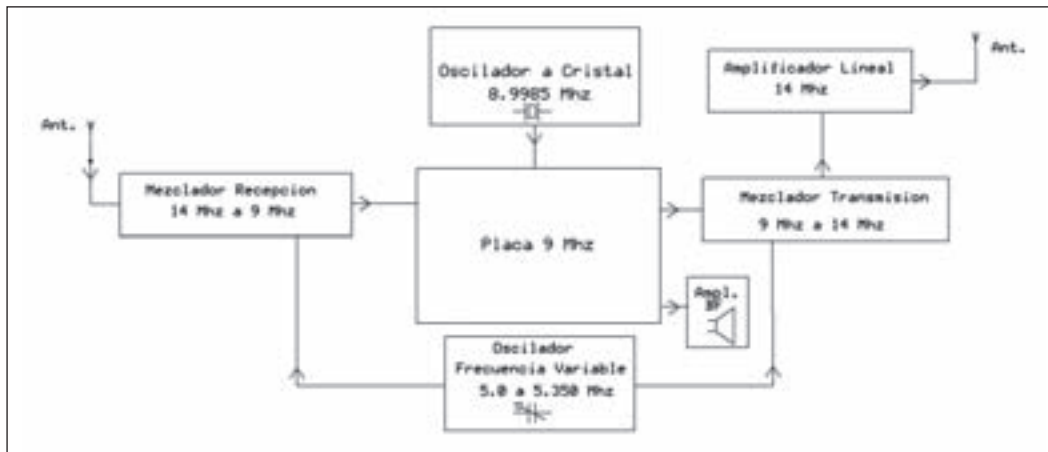 Oscilador a Cristal
8.9985 Mhz
Amplificador Lineal
14 Mhz
Ant.
Ant.
Mezclador Recepcion
14 Mhz a 9 Mhz
Placa 9 Mhz
Mezclador Transmision
9 Mhz a 14 Mhz
Ampl.
BF
Oscilador
Frecuencia Variable
5.0 a 5.350 Mhz